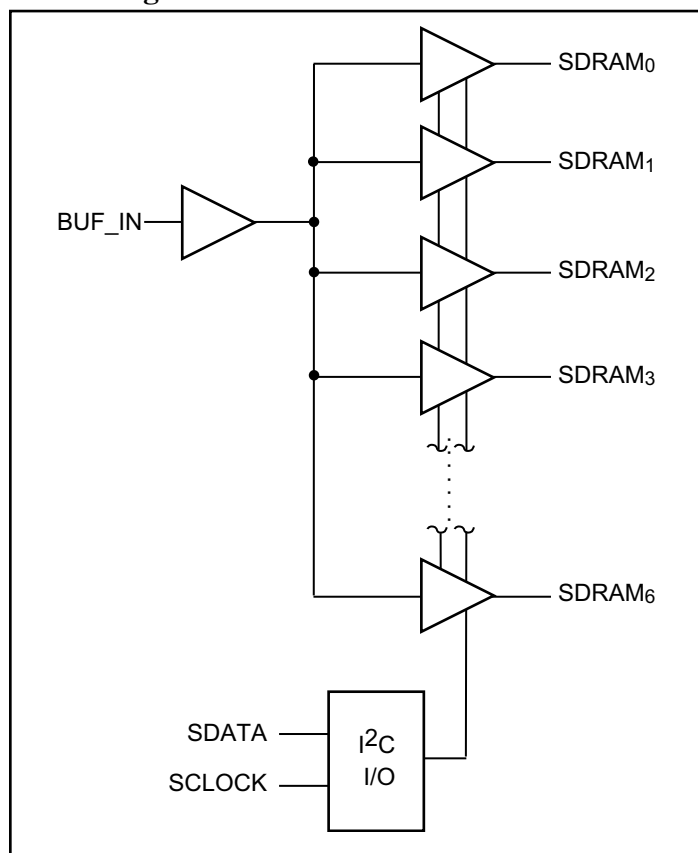 SDRAM0
SDRAM1
BUF_IN
SDRAM2
SDRAM3
SDRAM6
SDATA
SCLOCK
I2C
I/O